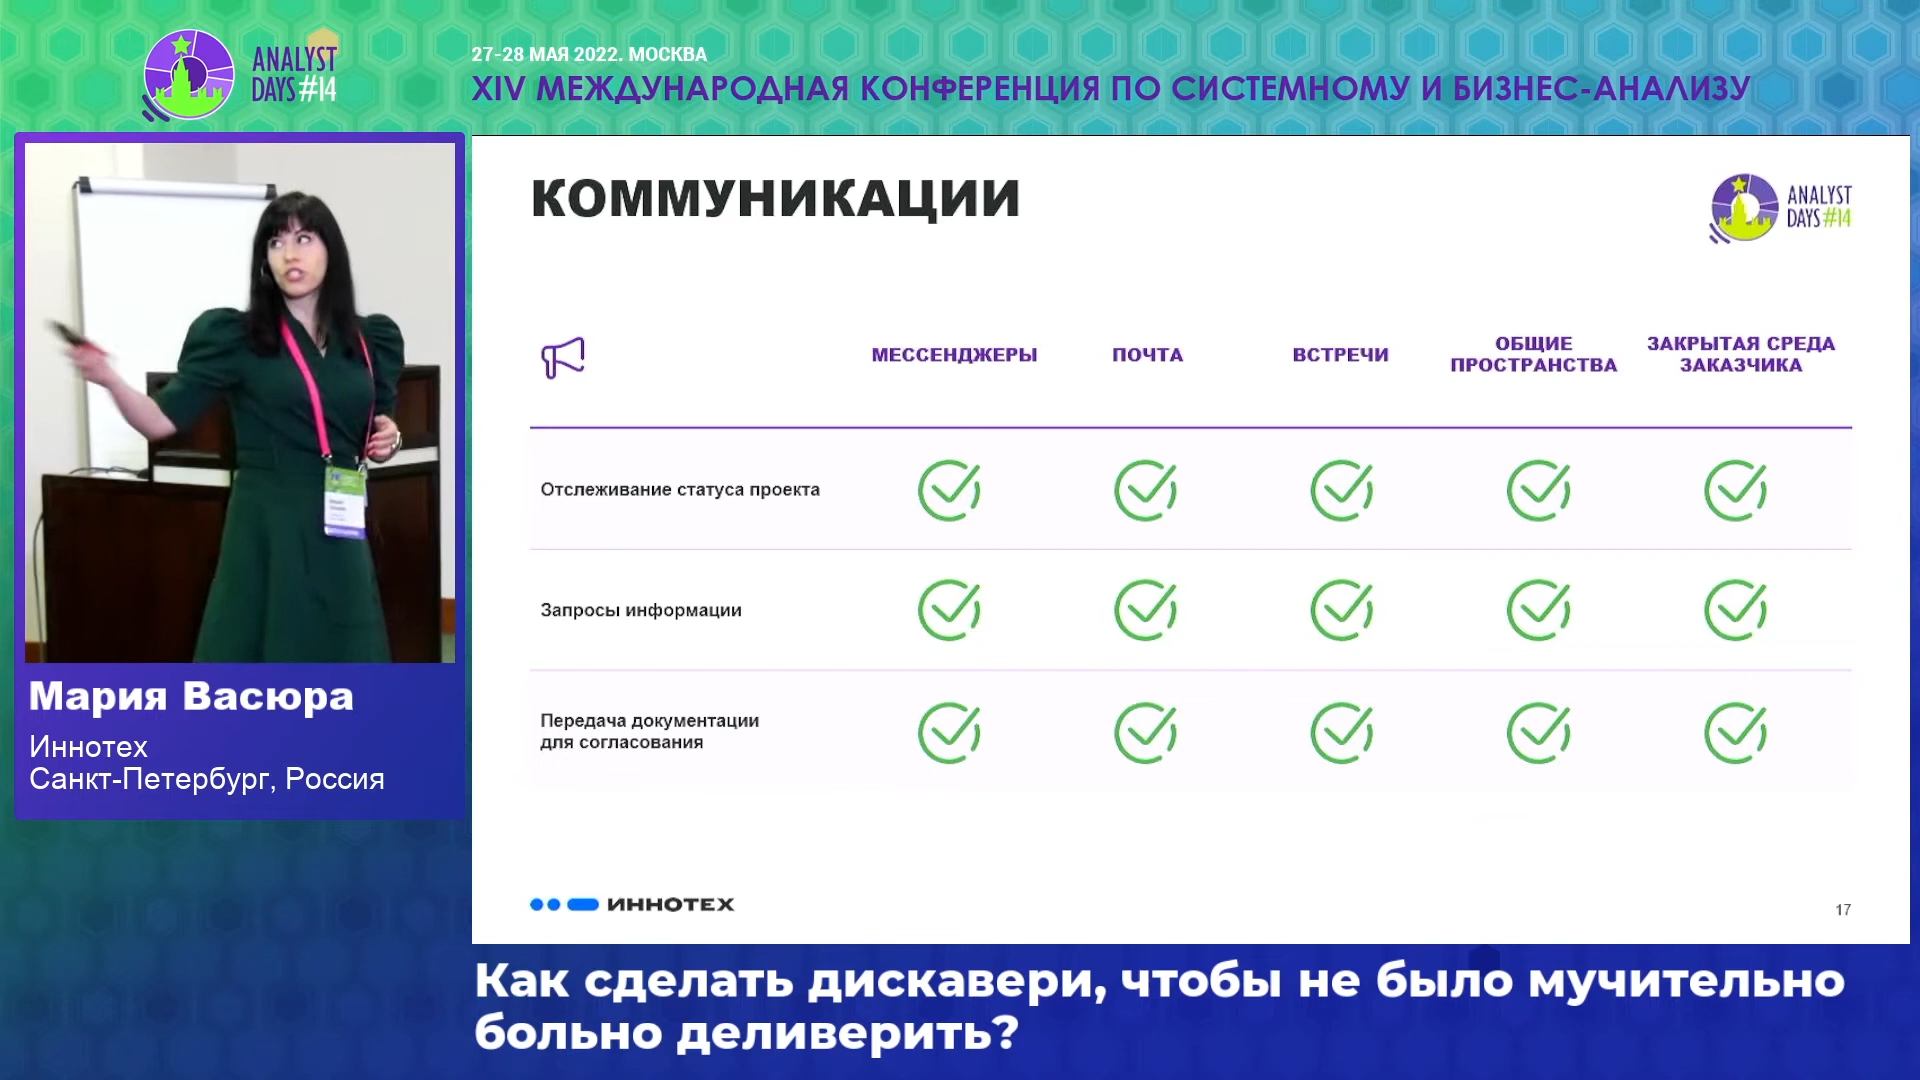 ANALYST
DAYS#14
27-28 МАЯ 2022. МОСКВА
XIV МЕЖДУНАРОДНАЯ КОНФЕРЕНЦИЯ ПО СИСТЕМНОМУ И БИЗНЕС-АНАЛИЗУ
КОММУНИКАЦИИ
ANALYST
DAYS#14
МЕССЕНДЖЕРЫ
ПОЧТА
ВСТРЕЧИ
ОБЩИЕ
ПРОСТРАНСТВА
ЗАКРЫТАЯ СРЕДА
ЗАКАЗЧИКА
Отслеживание статуса проекта
Запросы информации
Передача документации
для согласования
ИННОТЕХ
17
Мария Васюра
Иннотех
Санкт-Петербург, Россия
Как сделать дискавери, чтобы не было мучительно
больно деливерить?